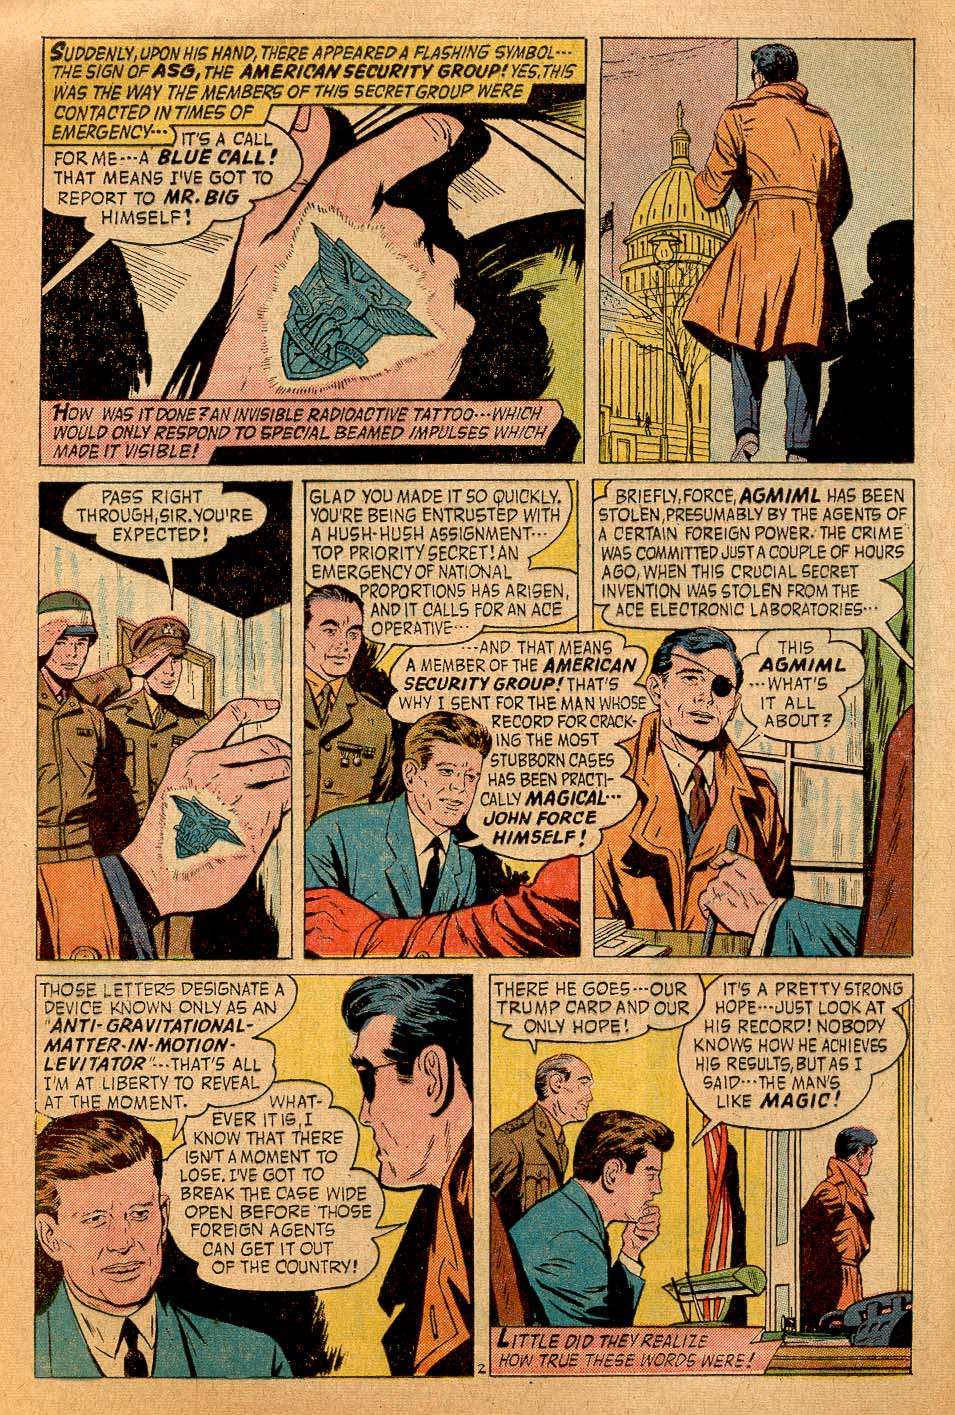 SUDDENLY, UPON HIS HAND, THERE APPEARED A FLASHING SYMBOL---
THE SIGN OF ASG, THE AMERICAN SECURITY GROUP! YES, THIS
WAS THE WAY THE MEMBERS OF THIS SECRET GROUP WERE
CONTACTED IN TIMES OF
EMERGENCY---
IT'S A CALL
FOR ME---A BLUE CALL!
THAT MEANS I'VE GOT TO
REPORT TO MR. BIG
HIMSELF!
HOW WAS IT DONE? AN INVISIBLE RADIOACTIVE TATTOO---WHICH
WOULD ONLY RESPOND TO SPECIAL BEAMED IMPULSES WHICH
MADE IT VISIBLE!
PASS RIGHT
THROUGH, SIR. YOU'RE
EXPECTED!
GLAD YOU MADE IT SO QUICKLY.
YOU'RE BEING ENTRUSTED WITH
A HUSH-HUSH ASSIGNMENT---
TOP PRIORITY SECRET! AN
EMERGENCY OF NATIONAL
PROPORTIONS HAS ARISEN,
AND IT CALLS FOR AN ACE
OPERATIVE---
---AND THAT MEANS
A MEMBER OF THE AMERICAN
SECURITY GROUP! THAT'S
WHY I SENT FOR THE MAN WHOSE
RECORD FOR CRACK-
ING THE MOST
STUBBORN CASES
HAS BEEN PRACTI-
CALLY MAGICAL---
JOHN FORCE
HIMSELF!
BRIEFLY, FORCE, AGMIML HAS BEEN
STOLEN, PRESUMABLY BY THE AGENTS OF
A CERTAIN FOREIGN POWER. THE CRIME
WAS COMMITTED JUST A COUPLE OF HOURS
AGO, WHEN THIS CRUCIAL SECRET
INVENTION WAS STOLEN FROM THE
ACE ELECTRONIC LABORATORIES---
THIS
AGMIML
---WHAT'S
IT ALL
ABOUT?
THOSE LETTERS DESIGNATE A
DEVICE KNOWN ONLY AS AN
"ANTI-GRAVITATIONAL-
MATTER-IN-MOTION-
LEVITATOR"---THAT'S ALL
I'M AT LIBERTY TO REVEAL
AT THE MOMENT.
WHAT-
EVER IT IS, I
KNOW THAT THERE
ISN'T A MOMENT TO
LOSE. I'VE GOT TO
BREAK THE CASE WIDE
OPEN BEFORE THOSE
FOREIGN AGENTS
CAN GET IT OUT
OF THE COUNTRY!
THERE HE GOES---OUR
TRUMP CARD AND OUR
ONLY HOPE!
IT'S A PRETTY STRONG
HOPE---JUST LOOK AT
HIS RECORD! NOBODY
KNOWS HOW HE ACHIEVES
HIS RESULTS, BUT AS I
SAID---THE MAN'S
LIKE MAGIC!
LITTLE DID THEY REALIZE
HOW TRUE THESE WORDS WERE!
2